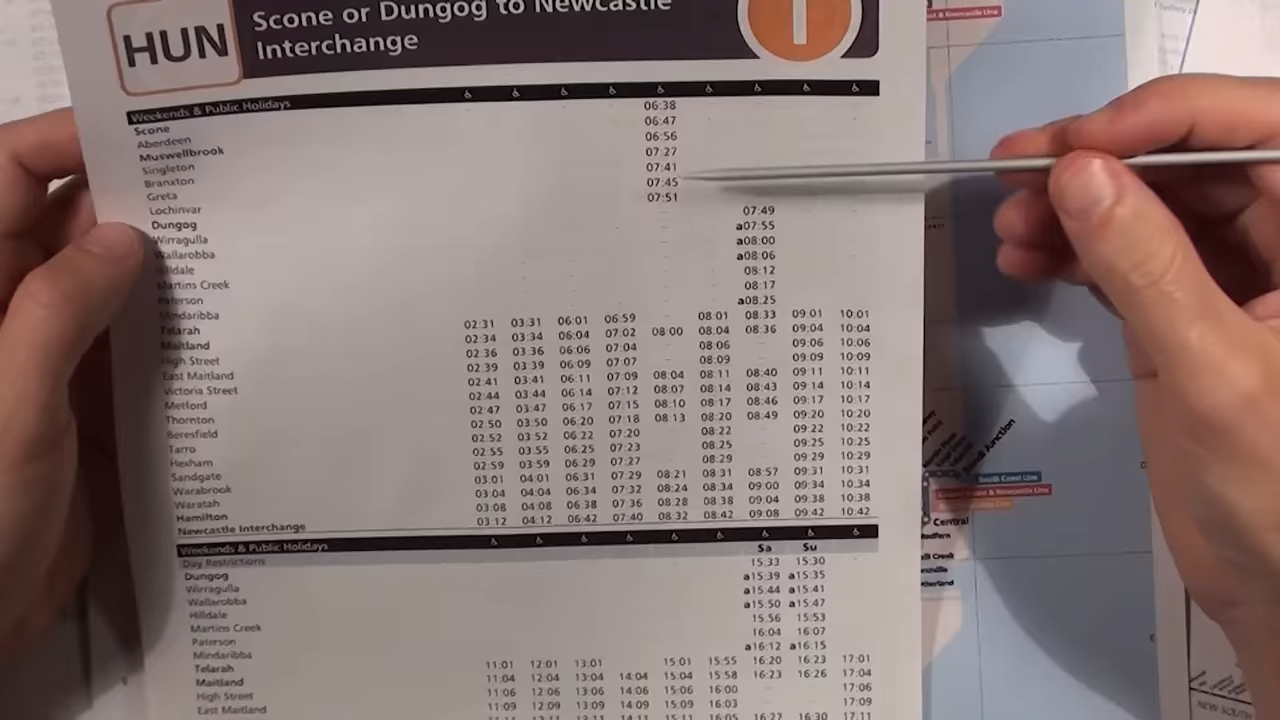 HUN
Scone or Dungog to Newcastle
Interchange
Weekends & Public Holidays
Scone 06:38
Aberdeen 06:47
Muswellbrook 06:56
Singleton 07:27
Branxton 07:41
Greta 07:45
Lochinvar 07:51
Dungog 07:49
Wirragulla a07:55
Wallarobba a08:00
Hilldale a08:06
Martins Creek 08:12
Paterson 08:17
Mindaribba a08:25
Telarah 02:31 03:31 06:01 06:59 - 08:01 08:33 09:01 10:01
Maitland 02:34 03:34 06:04 07:02 08:00 08:04 08:36 09:04 10:04
High Street 02:36 03:36 06:06 07:04 - 08:06 - 09:06 10:06
East Maitland 02:39 03:39 06:09 07:07 - 08:09 - 09:09 10:09
Victoria Street 02:41 03:41 06:11 07:09 08:04 08:11 08:40 09:11 10:11
Metford 02:44 03:44 06:14 07:12 08:07 08:14 08:43 09:14 10:14
Thornton 02:47 03:47 06:17 07:15 08:10 08:17 08:46 09:17 10:17
Beresfield 02:50 03:50 06:20 07:18 08:13 08:20 08:49 09:20 10:20
Tarro 02:52 03:52 06:22 07:20 - 08:22 - 09:22 10:22
Hexham 02:55 03:55 06:25 07:23 - 08:25 - 09:25 10:25
Sandgate 02:59 03:59 06:29 07:27 - 08:29 - 09:29 10:29
Warabrook 03:01 04:01 06:31 07:29 08:21 08:31 08:57 09:31 10:31
Waratah 03:04 04:04 06:34 07:32 08:24 08:34 09:00 09:34 10:34
Hamilton 03:08 04:08 06:38 07:36 08:28 08:38 09:04 09:38 10:38
Newcastle Interchange 03:12 04:12 06:42 07:40 08:32 08:42 09:08 09:42 10:42
Weekends & Public Holidays
Day Restrictions Sa Su
Dungog 15:33 15:30
Wirragulla a15:39 a15:35
Wallarobba a15:44 a15:41
Hilldale a15:50 a15:47
Martins Creek 15:56 15:53
Paterson 16:04 16:07
Mindaribba a16:12 a16:15
Telarah 11:01 12:01 13:01 15:01 15:55 16:20 16:23 17:01
Maitland 11:04 12:04 13:04 14:04 15:04 15:58 16:23 16:26 17:04
High Street 11:06 12:06 13:06 14:06 15:06 16:00 - - 17:06
East Maitland 11:09 12:09 13:09 14:09 15:09 16:03 - - 17:09
16:05 16:27 16:30 17:11
& Newcastle Line
South Coast Line
& Newcastle Line
Central
Junction
NEW SOUTH